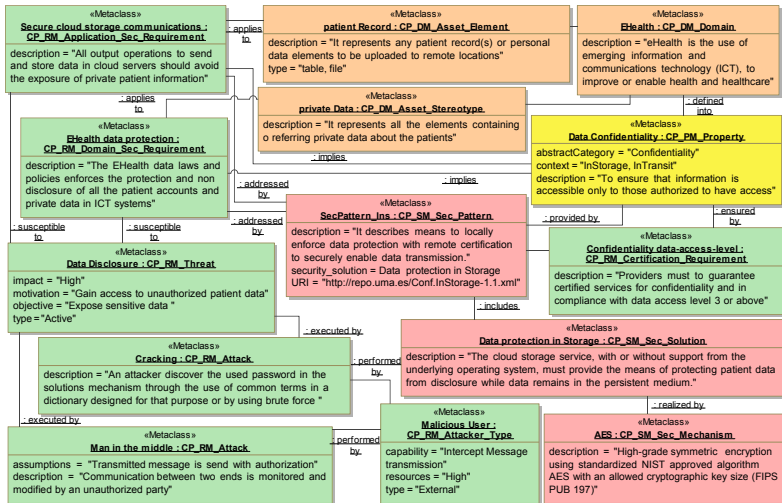 «Metaclass»
Secure cloud storage communications :
CP_RM_Application_Sec_Requirement
description = "All output operations to send
and store data in cloud servers should avoid
the exposure of private patient information"
: applies
to
«Metaclass»
patient Record : CP_DM_Asset_Element
description = "It represents any patient record(s) or personal
data elements to be uploaded to remote locations"
type = "table, file"
«Metaclass»
EHealth : CP_DM_Domain
description = "eHealth is the use of
emerging information and
communications technology (ICT), to
improve or enable health and healthcare"
: applies
to
«Metaclass»
private Data : CP_DM_Asset_Stereotype
description = "It represents all the elements containing
o referring private data about the patients"
: defined
into
«Metaclass»
EHealth data protection :
CP_RM_Domain_Sec_Requirement
description = "The EHealth data laws and
policies enforces the protection and non
disclosure of all the patient accounts and
private data in ICT systems"
: implies
: implies
«Metaclass»
Data Confidentiality : CP_PM_Property
abstractCategory = "Confidentiality"
context = "InStorage, InTransit"
description = "To ensure that information is
accessible only to those authorized to have access"
: addressed
by
: addressed
by
«Metaclass»
SecPattern_Ins : CP_SM_Sec_Pattern
description = "It describes means to locally
enforce data protection with remote certification
to securely enable data transmission."
security_solution = Data protection in Storage
URI = "http://repo.uma.es/Conf.InStorage-1.1.xml"
: provided by
: ensured
by
: susceptible
to
: susceptible
to
«Metaclass»
Confidentiality data-access-level :
CP_RM_Certification_Requirement
description = "Providers must to guarantee
certified services for confidentiality and in
compliance with data access level 3 or above"
«Metaclass»
Data Disclosure : CP_RM_Threat
impact = "High"
motivation = "Gain access to unauthorized patient data"
objective = "Expose sensitive data "
type = "Active"
: includes
: executed by
«Metaclass»
Data protection in Storage : CP_SM_Sec_Solution
description = "The cloud storage service, with or without support from the
underlying operating system, must provide the means of protecting patient data
from disclosure while data remains in the persistent medium."
«Metaclass»
Cracking : CP_RM_Attack
description = "An attacker discover the used password in the
solutions mechanism through the use of common terms in a
dictionary designed for that purpose or by using brute force "
: performed
by
: realized by
: executed by
«Metaclass»
Man in the middle : CP_RM_Attack
assumptions = "Transmitted message is send with authorization"
description = "Communication between two ends is monitored and
modified by an unauthorized party"
: performed
by
«Metaclass»
Malicious User :
CP_RM_Attacker_Type
capability = "Intercept Message
transmission"
resources = "High"
type = "External"
«Metaclass»
AES : CP_SM_Sec_Mechanism
description = "High-grade symmetric encryption
using standardized NIST approved algorithm
AES with an allowed cryptographic key size (FIPS
PUB 197)"